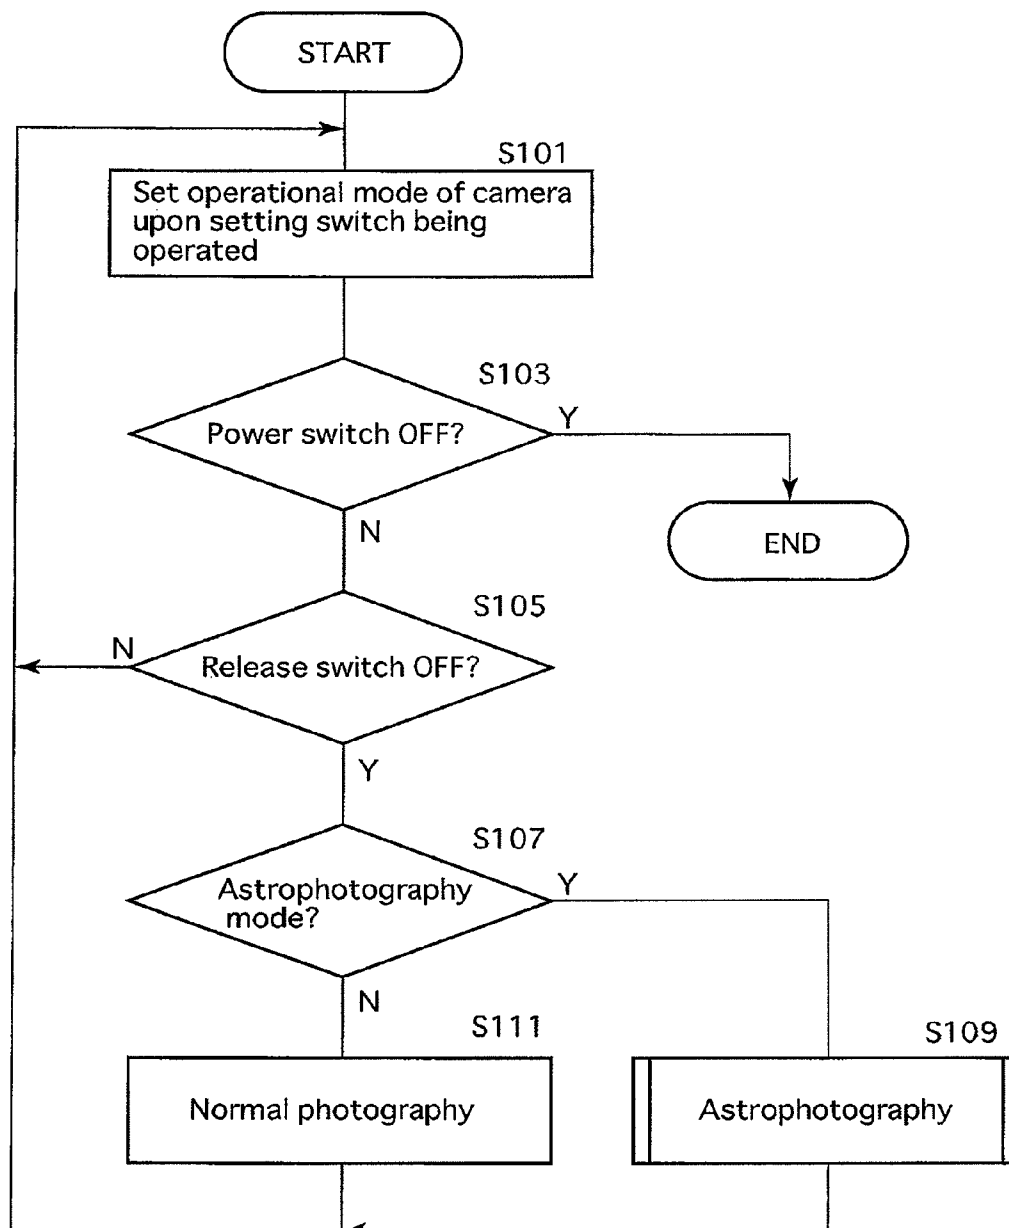 START
S101
Set operational mode of camera
upon setting switch being
operated
S103
Power switch OFF?
Y
N
END
S105
N
Release switch OFF?
Y
S107
Astrophotography
mode?
Y
N
S111
S109
Normal photography
Astrophotography